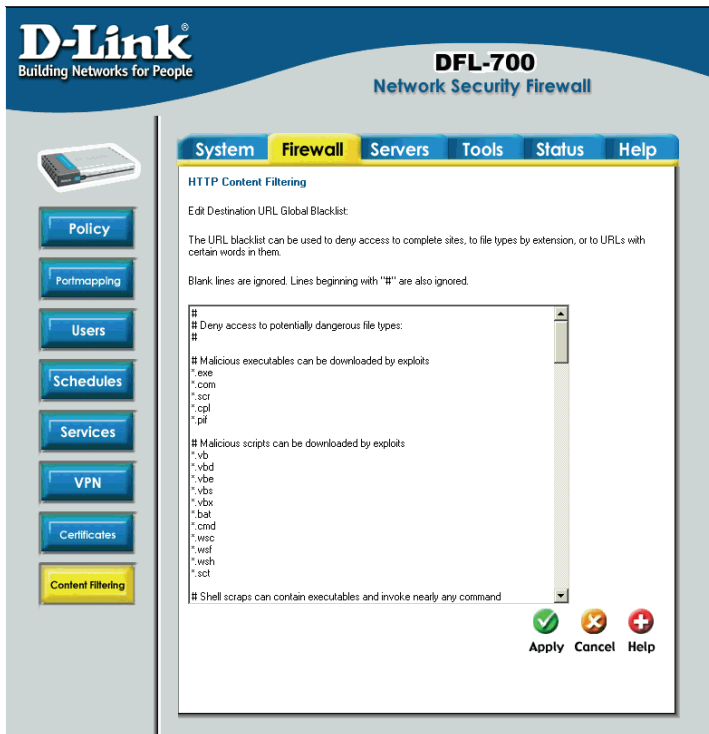 D-Link®
Building Networks for People
DFL-700
Network Security Firewall
System Firewall Servers Tools Status Help
Policy
Portmapping
Users
Schedules
Services
VPN
Certificates
Content Filtering
HTTP Content Filtering
Edit Destination URL Global Blacklist:
The URL blacklist can be used to deny access to complete sites, to file types by extension, or to URLs with
certain words in them.
Blank lines are ignored. Lines beginning with "#" are also ignored.
#
# Deny access to potentially dangerous file types:
#
# Malicious executables can be downloaded by exploits
*.exe
*.com
*.scr
*.cpl
*.pif
# Malicious scripts can be downloaded by exploits
*.vb
*.vbd
*.vbe
*.vbs
*.vbx
*.bat
*.cmd
*.wsc
*.wsf
*.wsh
*.sct
# Shell scraps can contain executables and invoke nearly any command
Apply Cancel Help